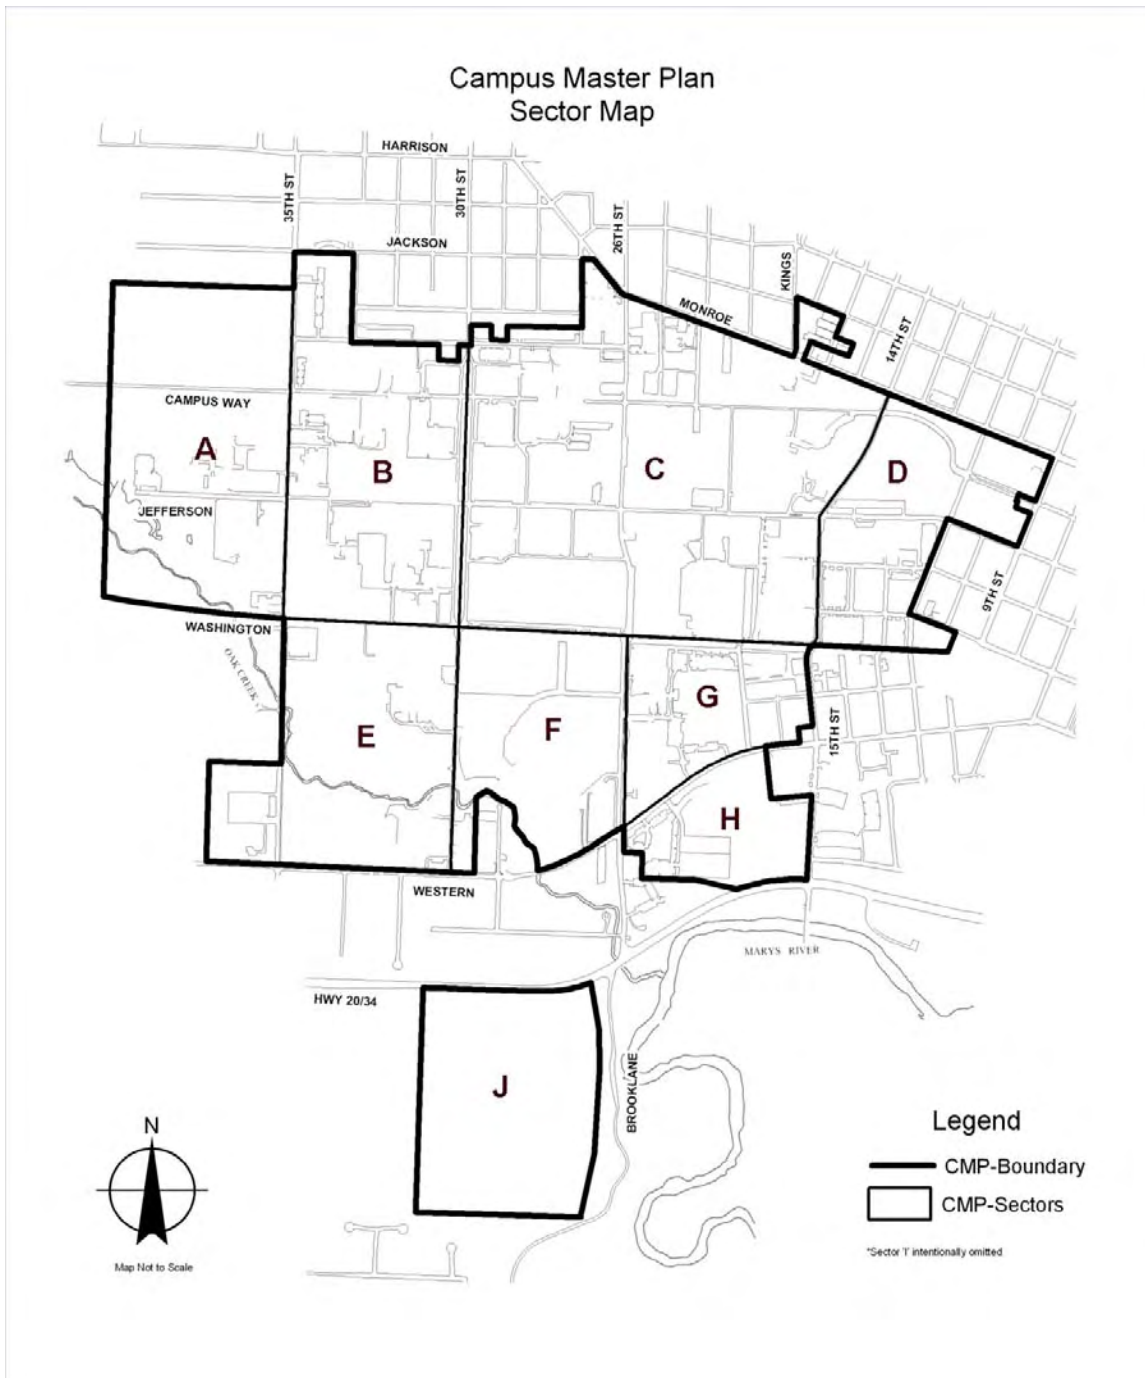 Campus Master Plan
Sector Map
HARRISON
35TH ST
30TH ST
26TH ST
JACKSON
KINGS
MONROE
14TH ST
CAMPUS WAY
A
B
C
D
JEFFERSON
9TH ST
WASHINGTON
OAK CREEK
E
F
G
15TH ST
H
WESTERN
MARYS RIVER
HWY 20/34
J
BROOKLANE
N
Map Not to Scale
Legend
CMP-Boundary
CMP-Sectors
*Sector 'I' intentionally omitted